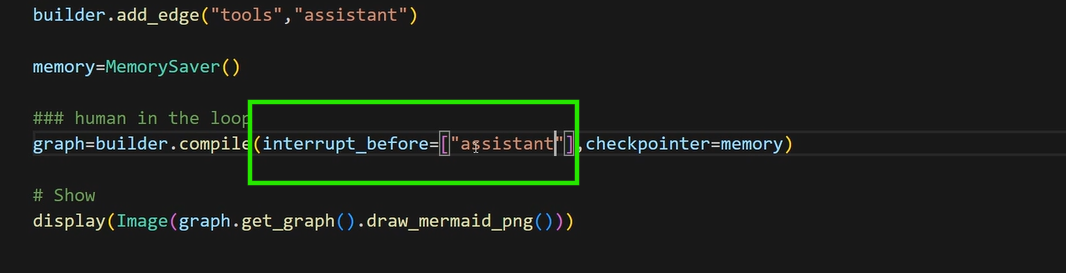 builder.add_edge("tools","assistant")
memory=MemorySaver()
### human in the loop
graph=builder.compile(interrupt_before=["assistant"],checkpointer=memory)
# Show
display(Image(graph.get_graph().draw_mermaid_png()))